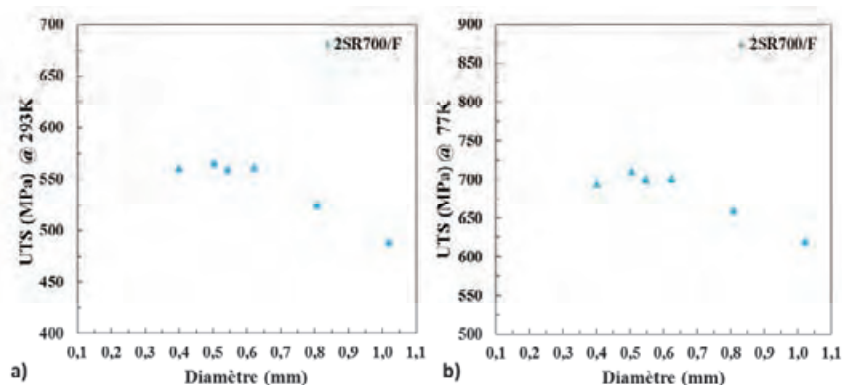 700
650
600
550
500
450
400
UTS (MPa) @ 293K
2SR700/F
0,1 0,2 0,3 0,4 0,5 0,6 0,7 0,8 0,9 1,0 1,1
Diamètre (mm)
a)
900
850
800
750
700
650
600
550
500
UTS (MPa) @ 77K
2SR700/F
0,1 0,2 0,3 0,4 0,5 0,6 0,7 0,8 0,9 1,0 1,1
Diamètre (mm)
b)